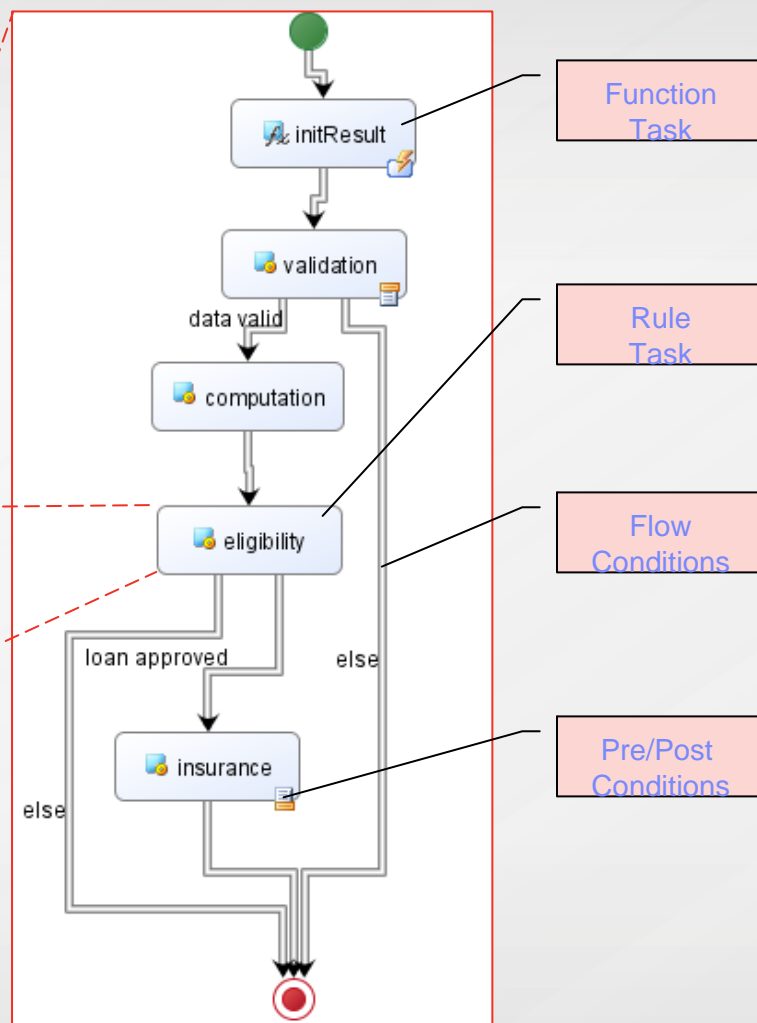 Function
Task
initResult
validation
data valid
Rule
Task
computation
eligibility
Flow
Conditions
loan approved
else
Pre/Post
Conditions
insurance
else